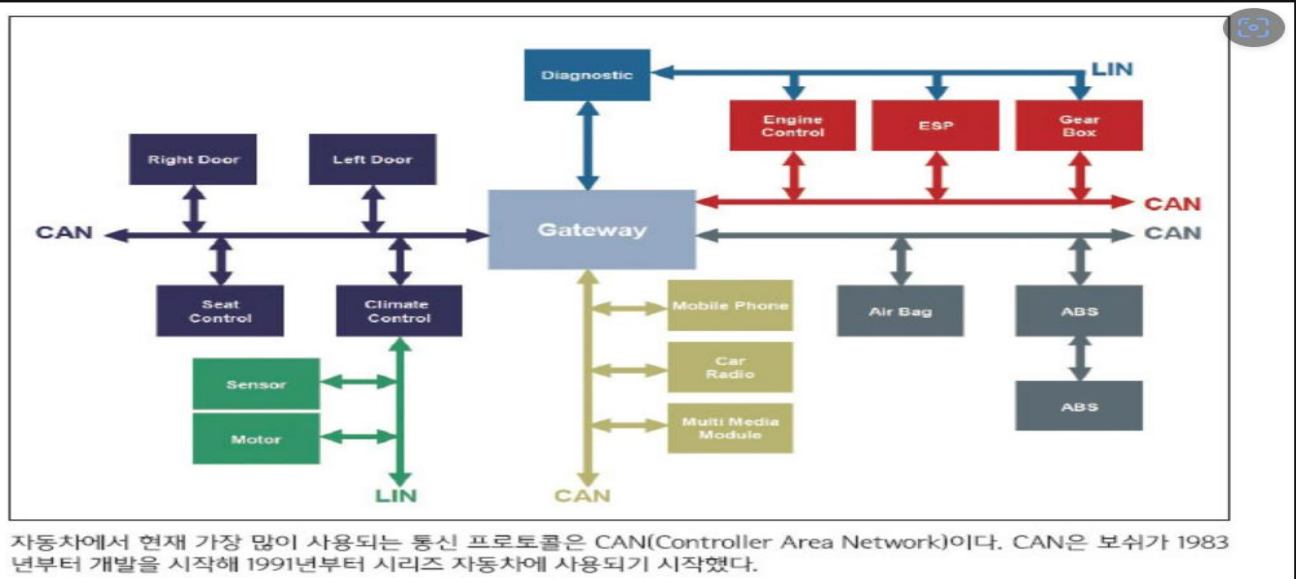 Diagnostic
LIN
Engine
Control
ESP
Gear
Box
Right Door
Left Door
CAN
Gateway
CAN
CAN
Seat
Control
Climate
Control
Mobile Phone
Air Bag
ABS
Sensor
Car
Radio
Motor
Multi Media
Module
ABS
LIN
CAN
자동차에서 현재 가장 많이 사용되는 통신 프로토콜은 CAN(Controller Area Network)이다. CAN은 보쉬가 1983
년부터 개발을 시작해 1991년부터 시리즈 자동차에 사용되기 시작했다.